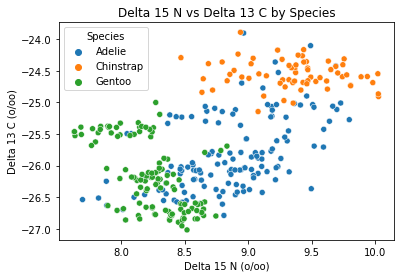 Delta 15 N vs Delta 13 C by Species
Species
Adelie
Chinstrap
Gentoo
Delta 13 C (o/oo)
−24.0
−24.5
−25.0
−25.5
−26.0
−26.5
−27.0
8.0
8.5
9.0
9.5
10.0
Delta 15 N (o/oo)